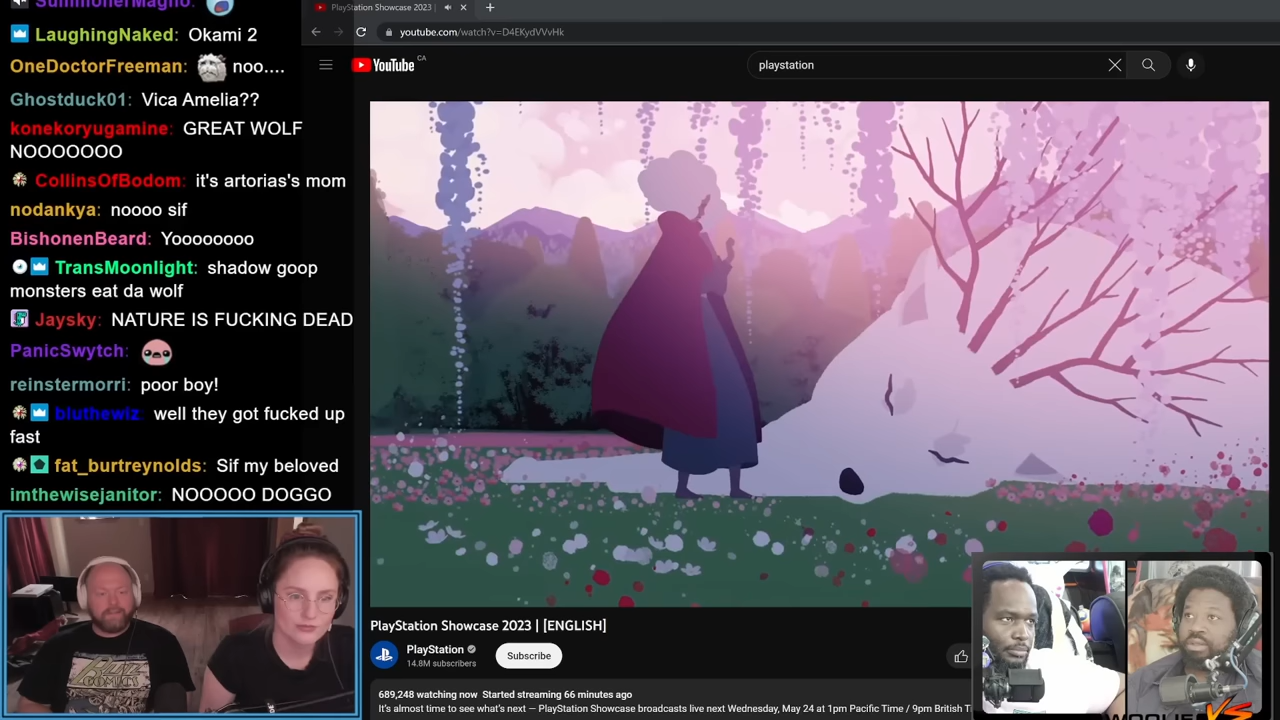 SummonerMagno:
LaughingNaked: Okami 2
OneDoctorFreeman: noo....
Ghostduck01: Vica Amelia??
konekoryugamine: GREAT WOLF
NOOOOOOO
CollinsOfBodom: it's artorias's mom
nodankya: noooo sif
BishonenBeard: Yoooooooo
TransMoonlight: shadow goop
monsters eat da wolf
Jaysky: NATURE IS FUCKING DEAD
PanicSwytch:
reinstermorri: poor boy!
bluthewiz: well they got fucked up
fast
fat_burtreynolds: Sif my beloved
imthewisejanitor: NOOOOO DOGGO
PlayStation Showcase 2023 |
youtube.com/watch?v=D4EKydVVvHk
YouTube CA
playstation
PlayStation Showcase 2023 | [ENGLISH]
PlayStation
14.8M subscribers
Subscribe
689,248 watching now Started streaming 66 minutes ago
It's almost time to see what's next — PlayStation Showcase broadcasts live next Wednesday, May 24 at 1pm Pacific Time / 9pm British T
VS